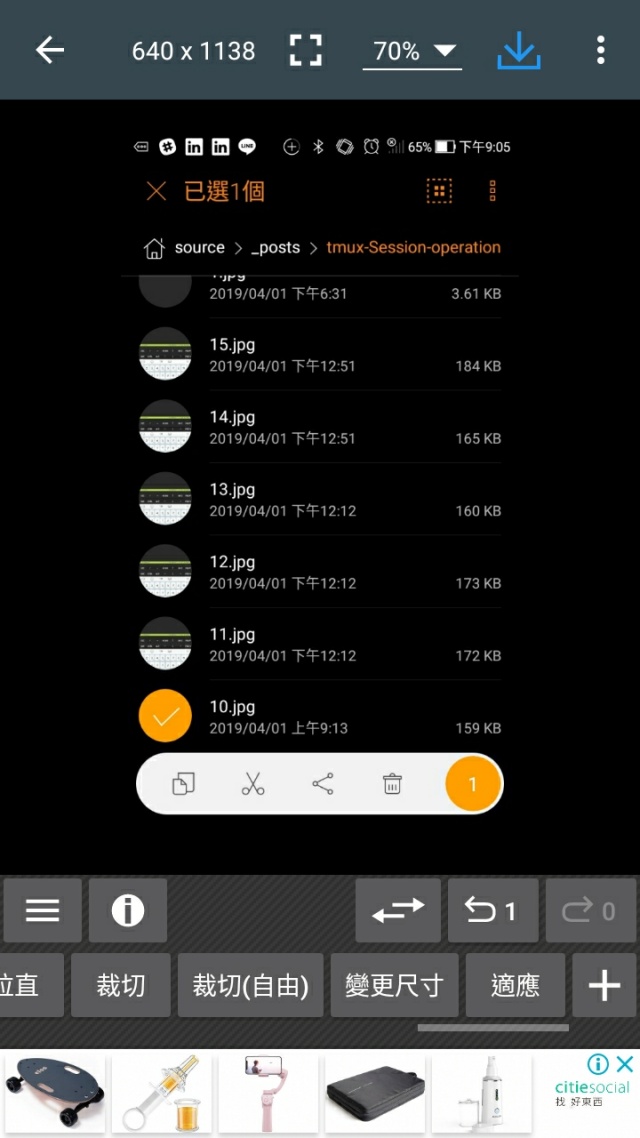 640 x 1138
70%
65% 下午9:05
已選1個
source > _posts > tmux-Session-operation
2019/04/01 下午6:31 3.61 KB
15.jpg
2019/04/01 下午12:51 184 KB
14.jpg
2019/04/01 下午12:51 165 KB
13.jpg
2019/04/01 下午12:12 160 KB
12.jpg
2019/04/01 下午12:12 173 KB
11.jpg
2019/04/01 下午12:12 172 KB
10.jpg
2019/04/01 上午9:13 159 KB
1
1
0
拉直
裁切
裁切(自由)
變更尺寸
適應
citiesocial
找 好東西